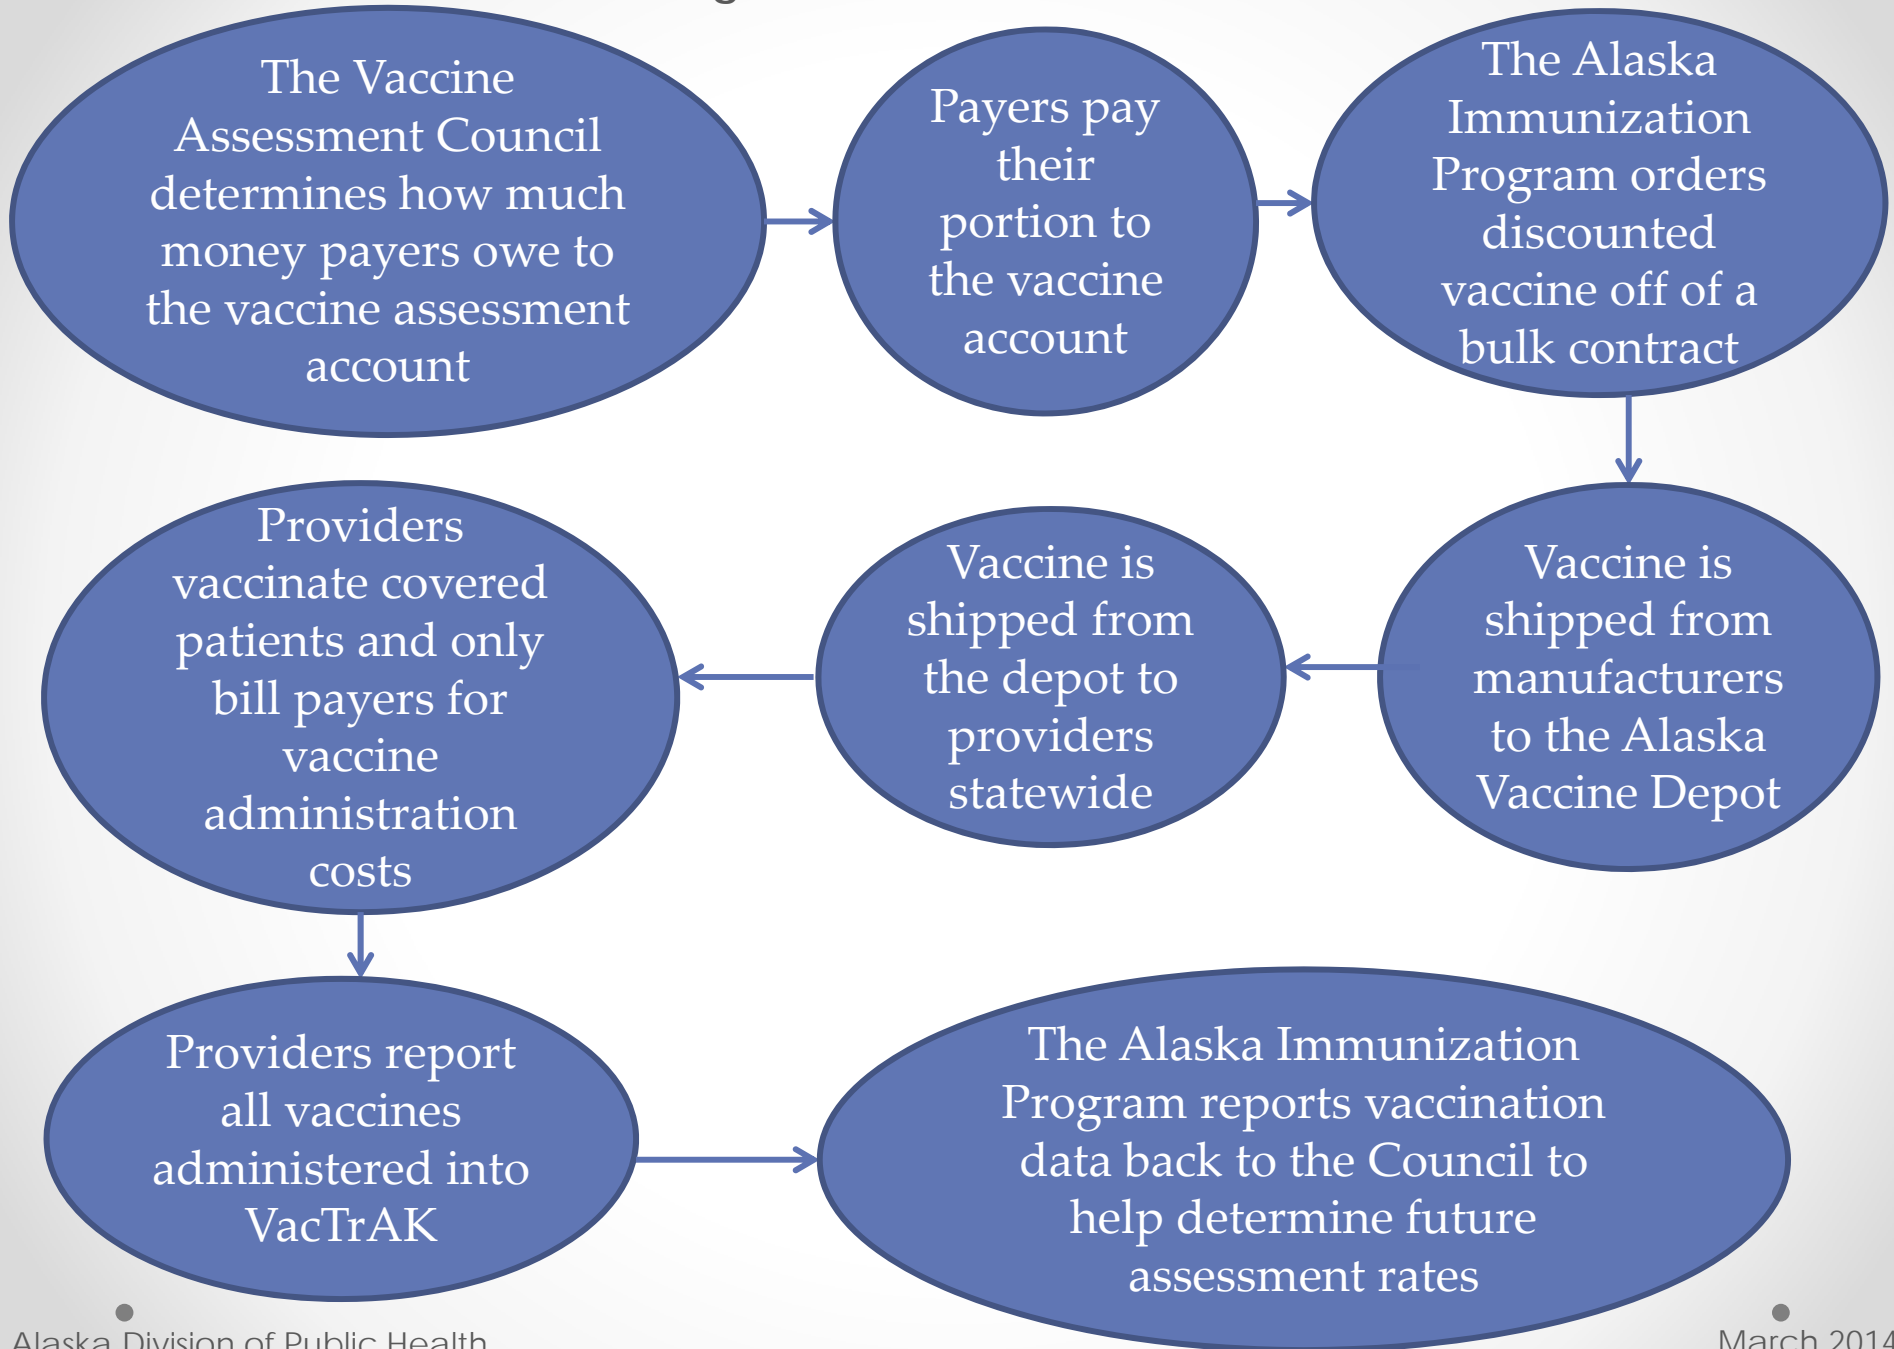 The Vaccine
Assessment Council
determines how much
money payers owe to
the vaccine assessment
account
Payers pay
their
portion to
the vaccine
account
The Alaska
Immunization
Program orders
discounted
vaccine off of a
bulk contract
Vaccine is
shipped from
manufacturers
to the Alaska
Vaccine Depot
Vaccine is
shipped from
the depot to
providers
statewide
Providers
vaccinate covered
patients and only
bill payers for
vaccine
administration
costs
Providers report
all vaccines
administered into
VacTrAK
The Alaska Immunization
Program reports vaccination
data back to the Council to
help determine future
assessment rates
Alaska Division of Public Health
March 2014